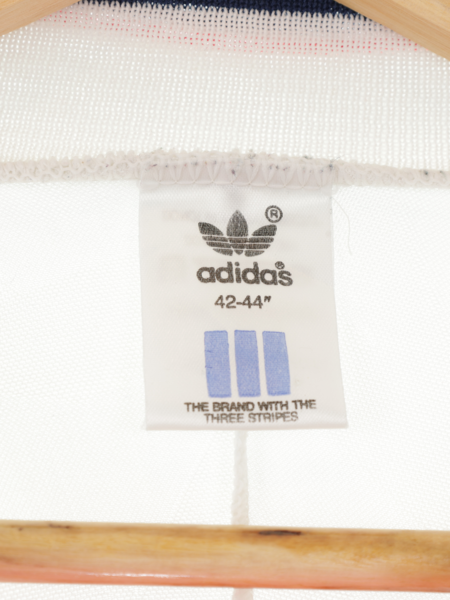 ®
adidas®
42-44"
THE BRAND WITH THE
THREE STRIPES